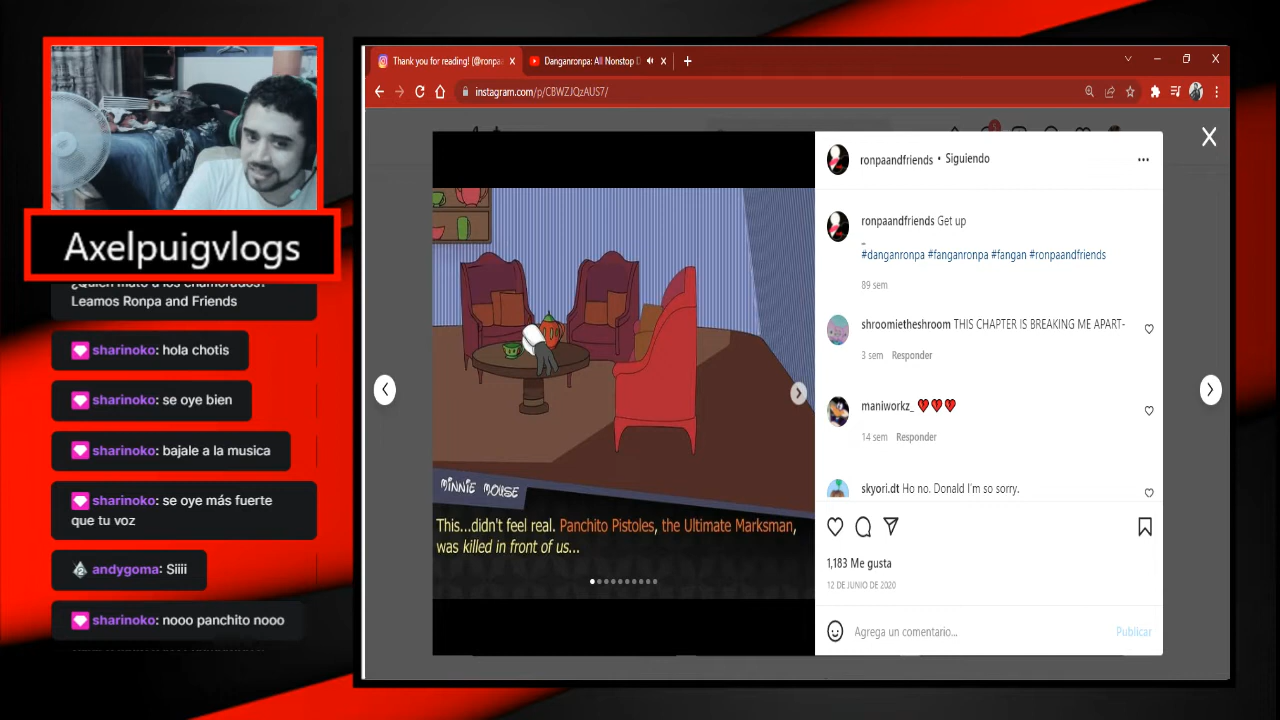 Axelpuigvlogs
¿Quién mató a los enamorados?
Leamos Ronpa and Friends
sharinoko: hola chotis
sharinoko: se oye bien
sharinoko: bajale a la musica
sharinoko: se oye más fuerte
que tu voz
andygoma: Siiii
sharinoko: nooo panchito nooo
Thank you for reading! (@ronpa
Danganronpa: All Nonstop D
instagram.com/p/CBWZJQzAUS7/
MINNIE MOUSE
This...didn't feel real. Panchito Pistoles, the Ultimate Marksman,
was killed in front of us...
ronpaandfriends • Siguiendo
ronpaandfriends Get up
_
#danganronpa #fanganronpa #fangan #ronpaandfriends
89 sem
shroomietheshroom THIS CHAPTER IS BREAKING ME APART-
3 sem Responder
maniworkz_ 💔💔💔
14 sem Responder
skyori.dt Ho no. Donald I'm so sorry.
1,183 Me gusta
12 DE JUNIO DE 2020
Agrega un comentario...
Publicar